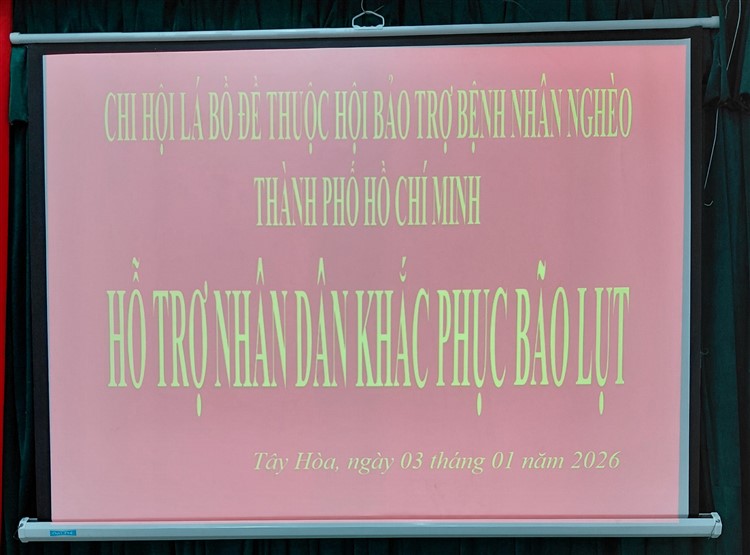 CHI HỘI LÁ BỒ ĐỀ THUỘC HỘI BẢO TRỢ BỆNH NHÂN NGHÈO
THÀNH PHỐ HỒ CHÍ MINH
HỖ TRỢ NHÂN DÂN KHẮC PHỤC BÃO LỤT
Tây Hòa, ngày 03 tháng 01 năm 2026